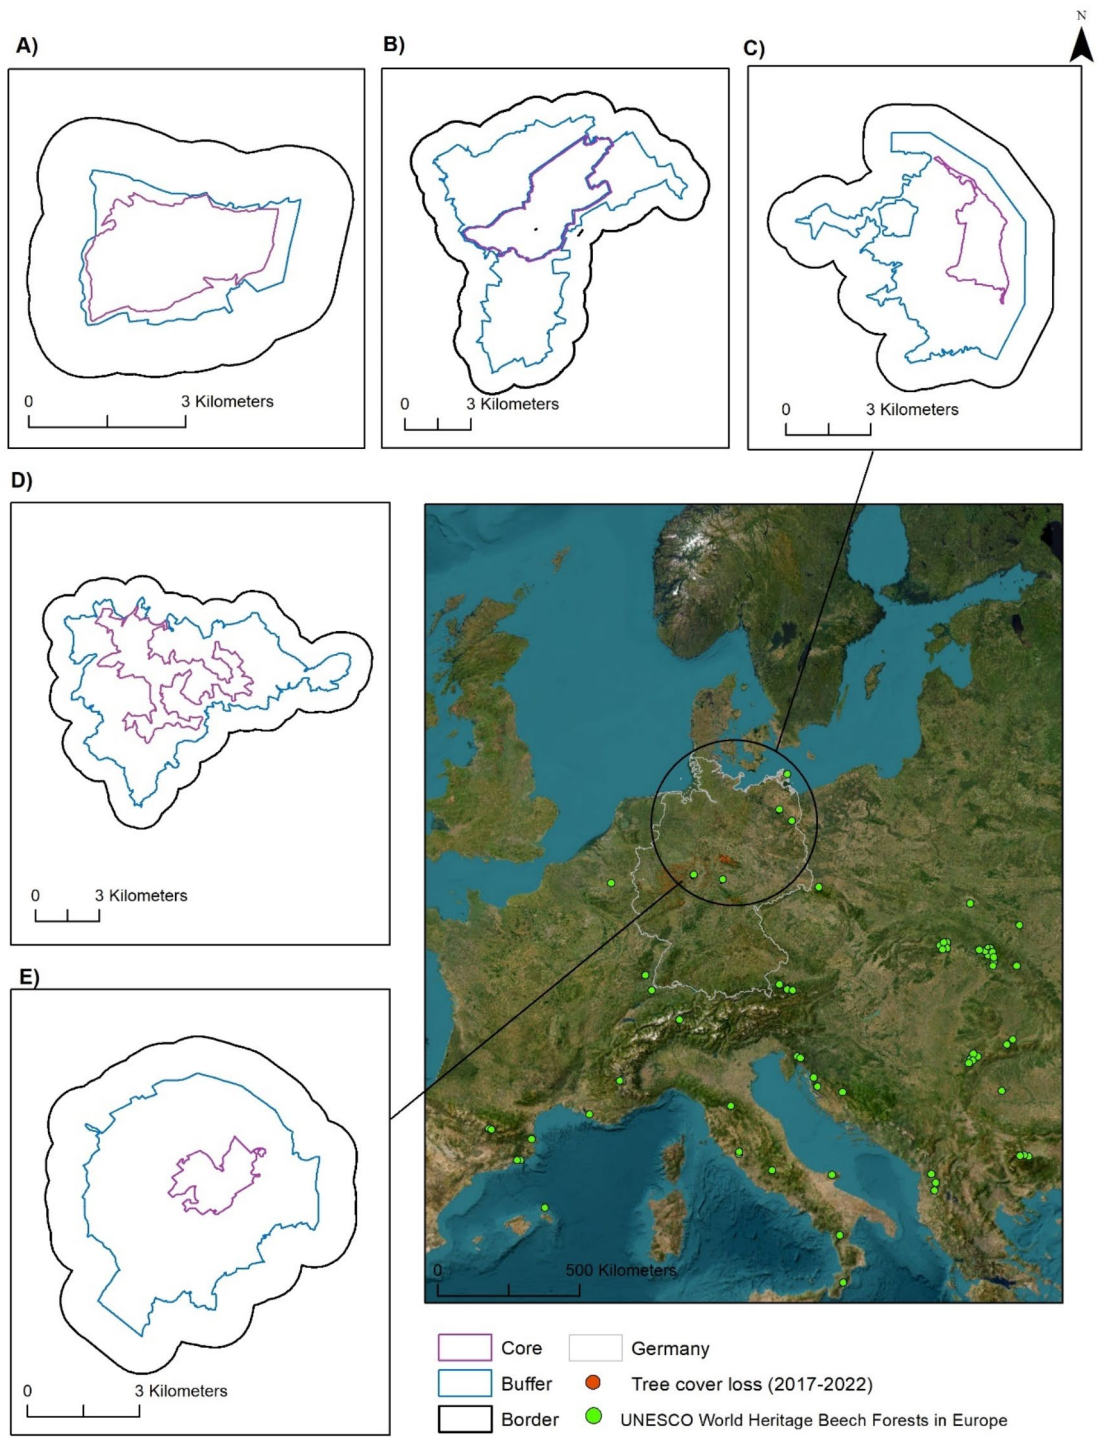 N
A)
B)
C)
0 3 Kilometers
0 3 Kilometers
0 3 Kilometers
D)
0 3 Kilometers
E)
0 3 Kilometers
0 500 Kilometers
Core
Germany
Buffer
Tree cover loss (2017-2022)
Border
UNESCO World Heritage Beech Forests in Europe